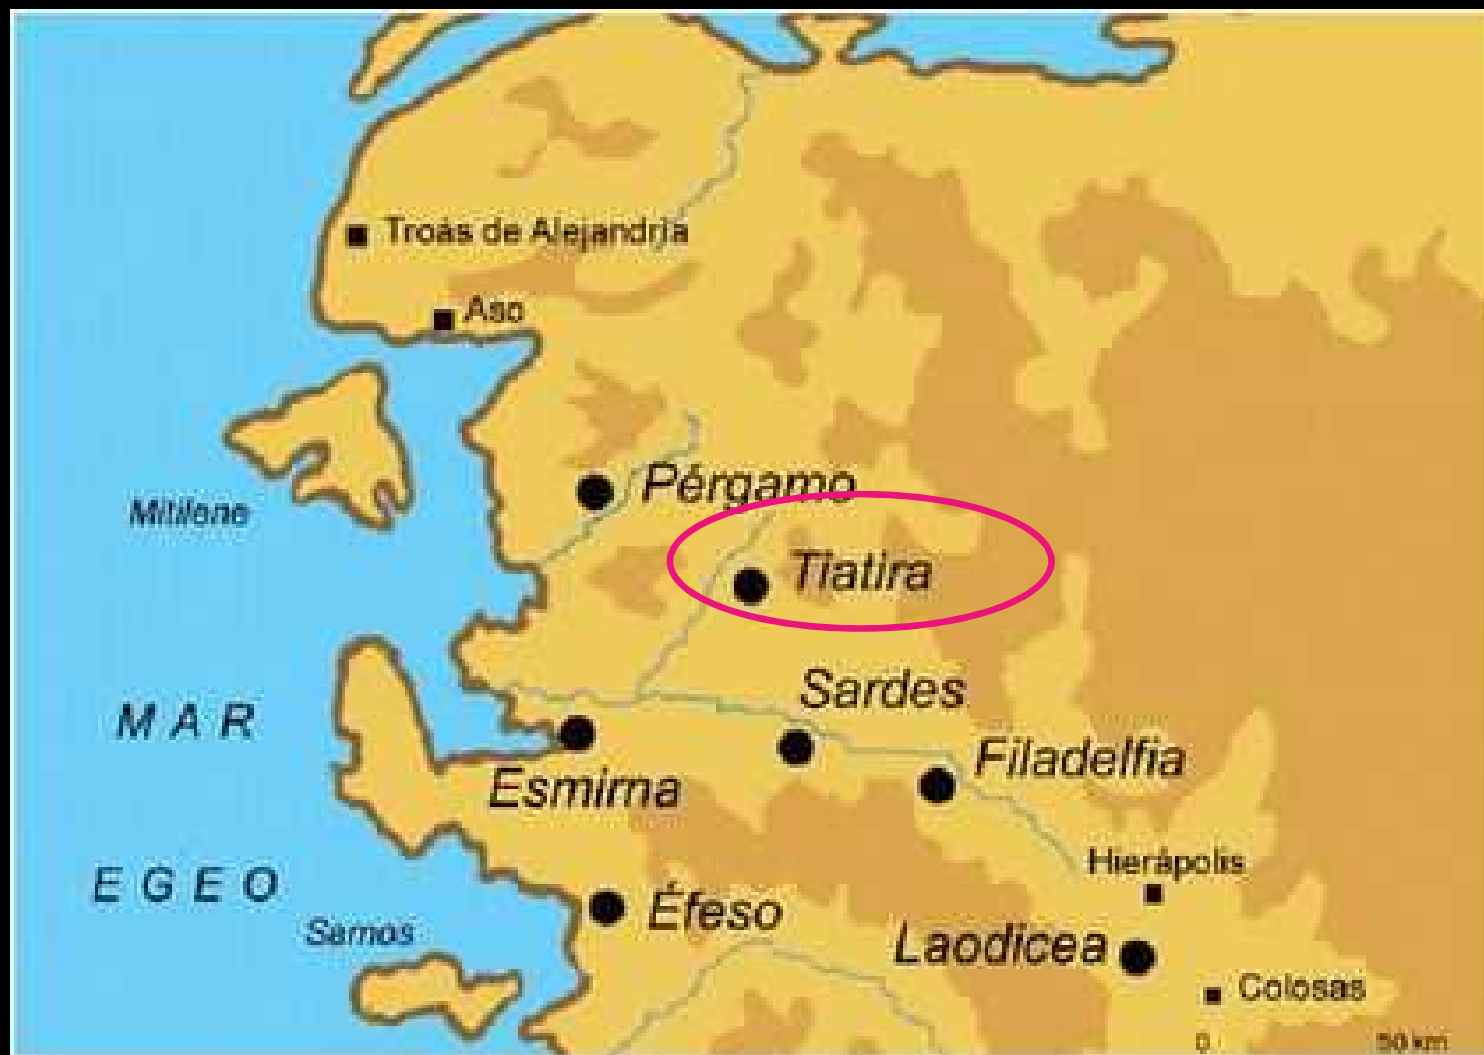 Troas de Alejandría
Aso
Pérgamo
Mitilene
Tiatira
Sardes
MAR
Filadelfia
Esmirna
Hierápolis
EGEO
Éfeso
Samos
Laodicea
Colosas
0
50 km